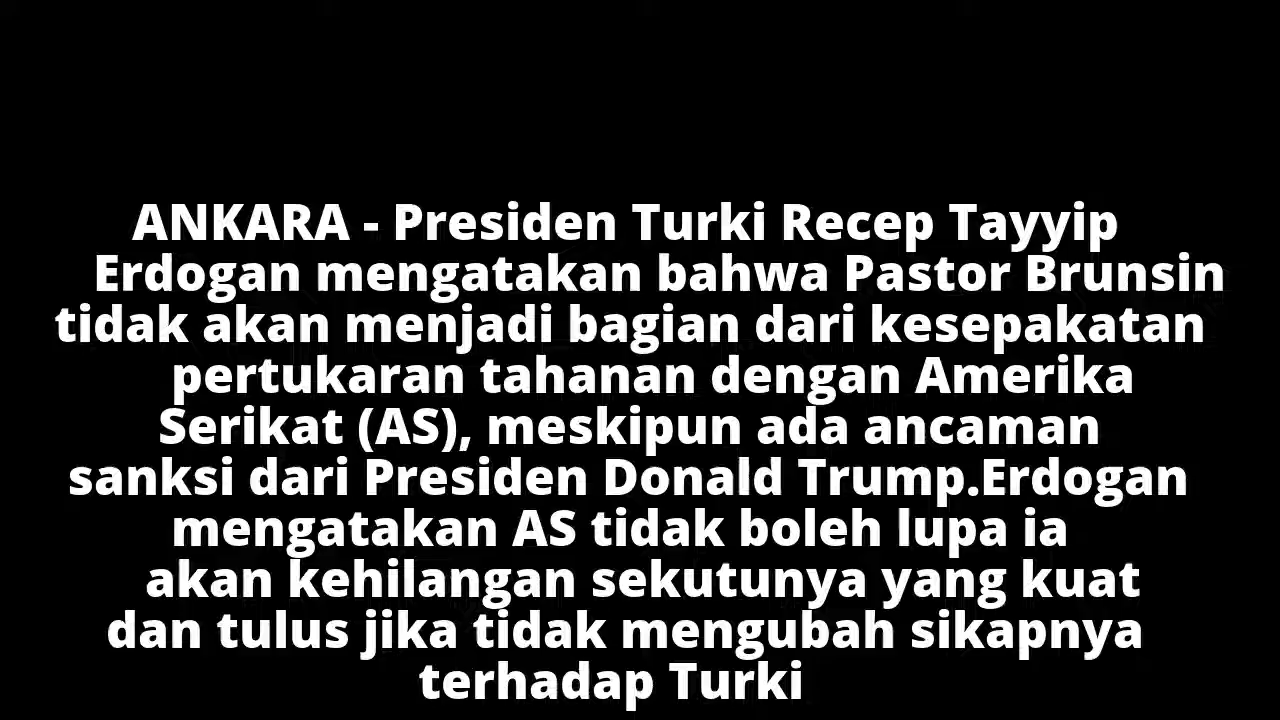 ANKARA - Presiden Turki Recep Tayyip
Erdogan mengatakan bahwa Pastor Brunsin
tidak akan menjadi bagian dari kesepakatan
pertukaran tahanan dengan Amerika
Serikat (AS), meskipun ada ancaman
sanksi dari Presiden Donald Trump.Erdogan
mengatakan AS tidak boleh lupa ia
akan kehilangan sekutunya yang kuat
dan tulus jika tidak mengubah sikapnya
terhadap Turki